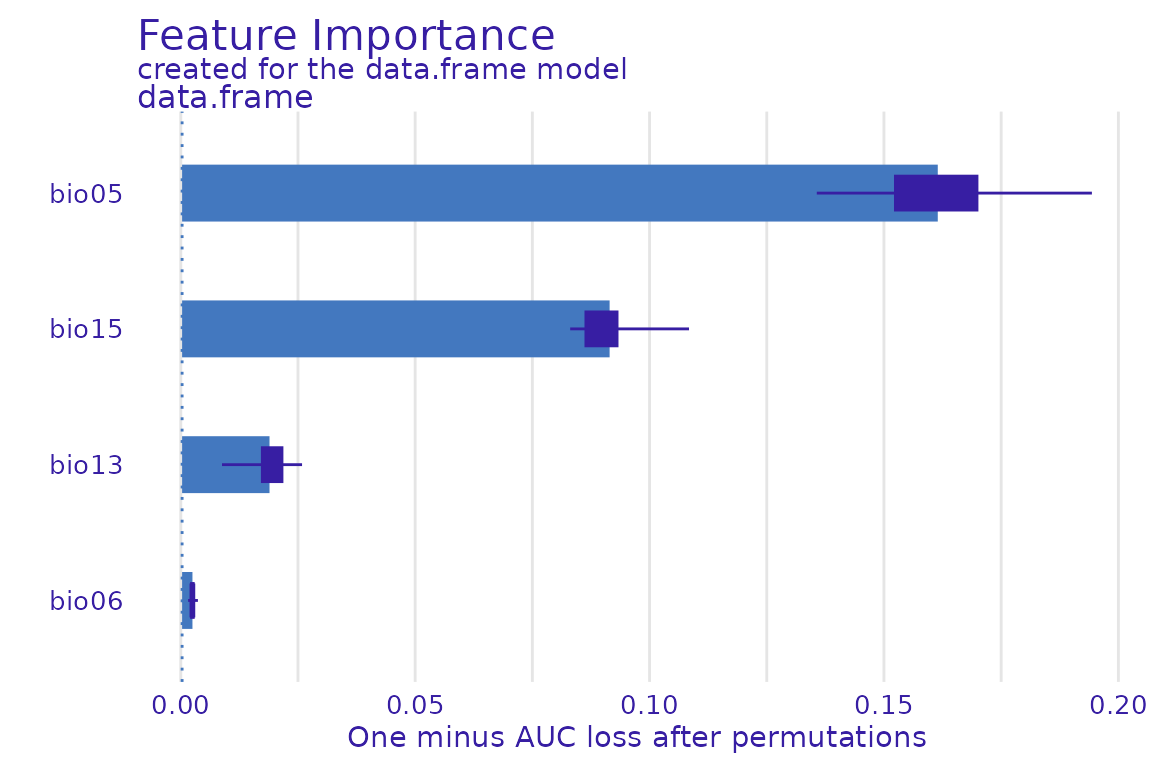 Feature Importance
created for the data.frame model
data.frame
bio05
bio15
bio13
bio06
0.00 0.05 0.10 0.15 0.20
One minus AUC loss after permutations